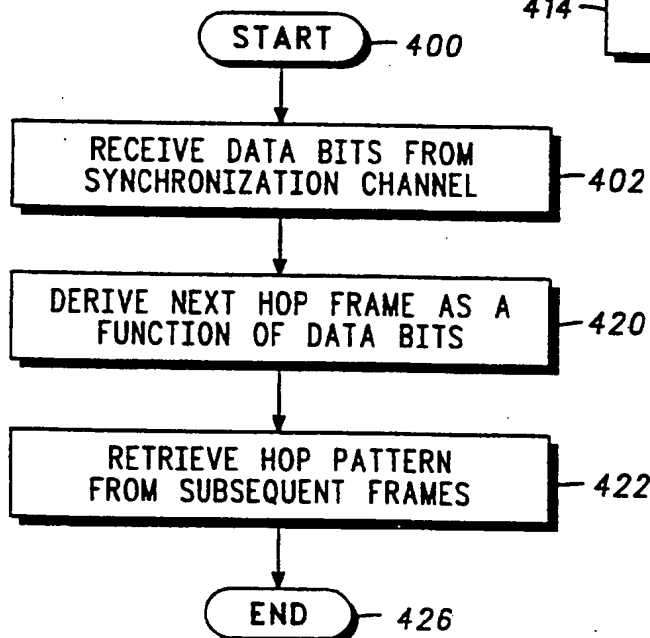 414
START
400
RECEIVE DATA BITS FROM
SYNCHRONIZATION CHANNEL
402
DERIVE NEXT HOP FRAME AS A
FUNCTION OF DATA BITS
420
RETRIEVE HOP PATTERN
FROM SUBSEQUENT FRAMES
422
END
426